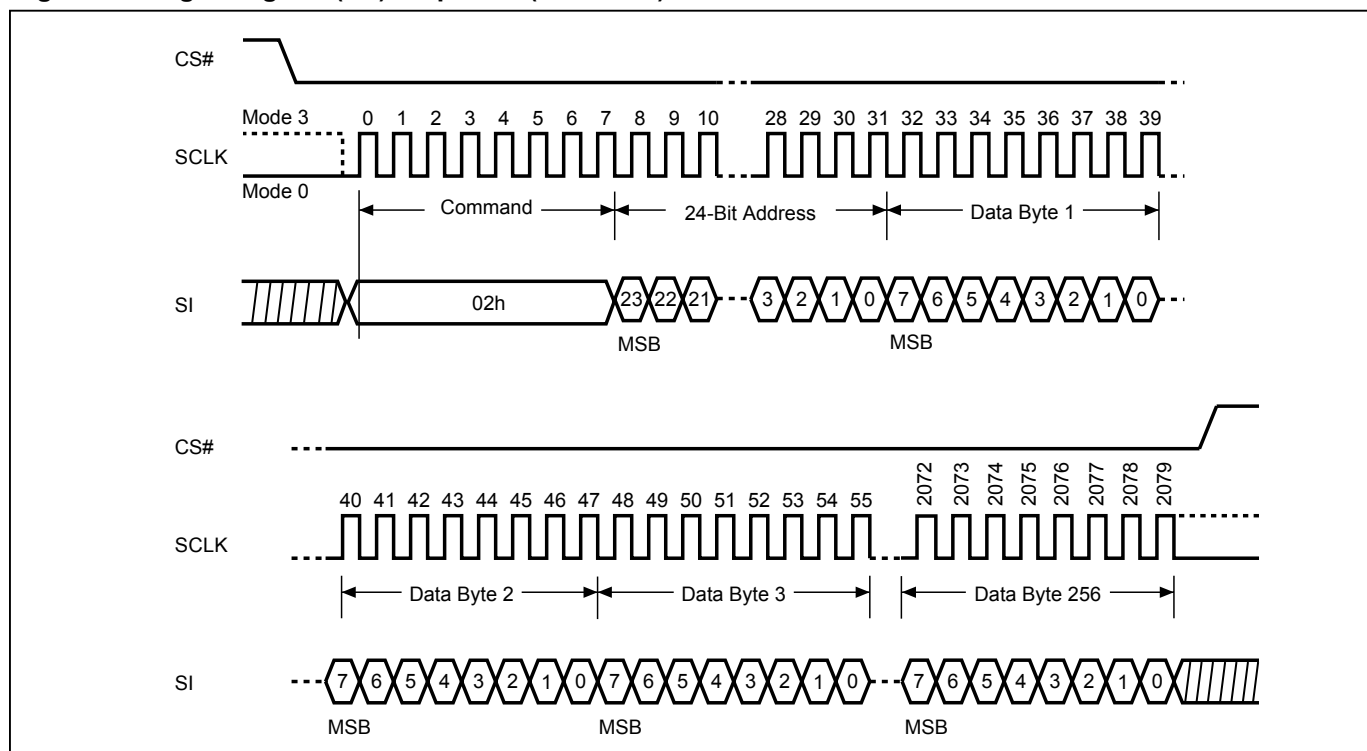 CS#
Mode 3
0 1 2 3 4 5 6 7 8 9 10 28 29 30 31 32 33 34 35 36 37 38 39
SCLK
Mode 0
Command 24-Bit Address Data Byte 1
SI 02h 23 22 21 3 2 1 0 7 6 5 4 3 2 1 0
MSB MSB
CS#
40 41 42 43 44 45 46 47 48 49 50 51 52 53 54 55 2072 2073 2074 2075 2076 2077 2078 2079
SCLK
Data Byte 2 Data Byte 3 Data Byte 256
SI 7 6 5 4 3 2 1 0 7 6 5 4 3 2 1 0 7 6 5 4 3 2 1 0
MSB MSB MSB